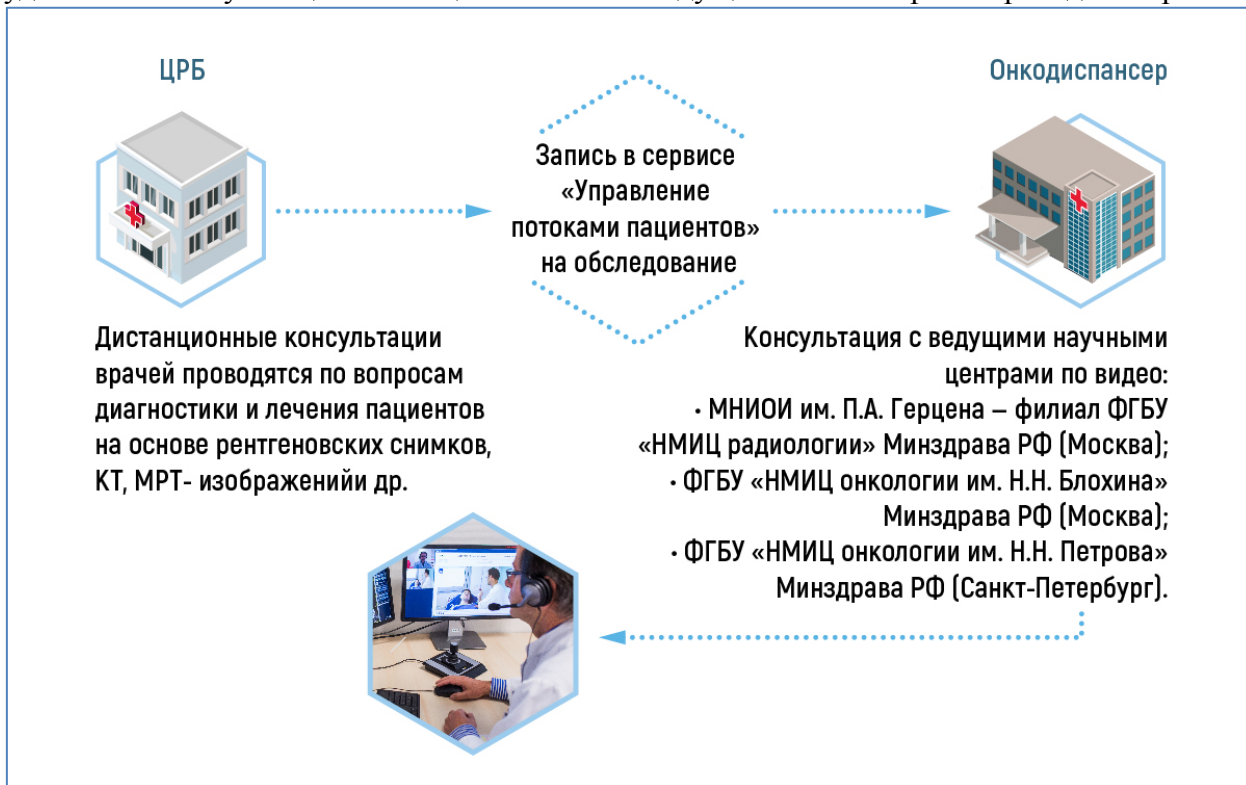 ЦРБ
Онкодиспансер
Запись в сервисе
«Управление
потоками пациентов»
на обследование
Дистанционные консультации
врачей проводятся по вопросам
диагностики и лечения пациентов
на основе рентгеновских снимков,
КТ, МРТ- изображенийи др.
Консультация с ведущими научными
центрами по видео:
• МНИОИ им. П.А. Герцена – филиал ФГБУ
«НМИЦ радиологии» Минздрава РФ (Москва);
• ФГБУ «НМИЦ онкологии им. Н.Н. Блохина»
Минздрава РФ (Москва);
• ФГБУ «НМИЦ онкологии им. Н.Н. Петрова»
Минздрава РФ (Санкт-Петербург).